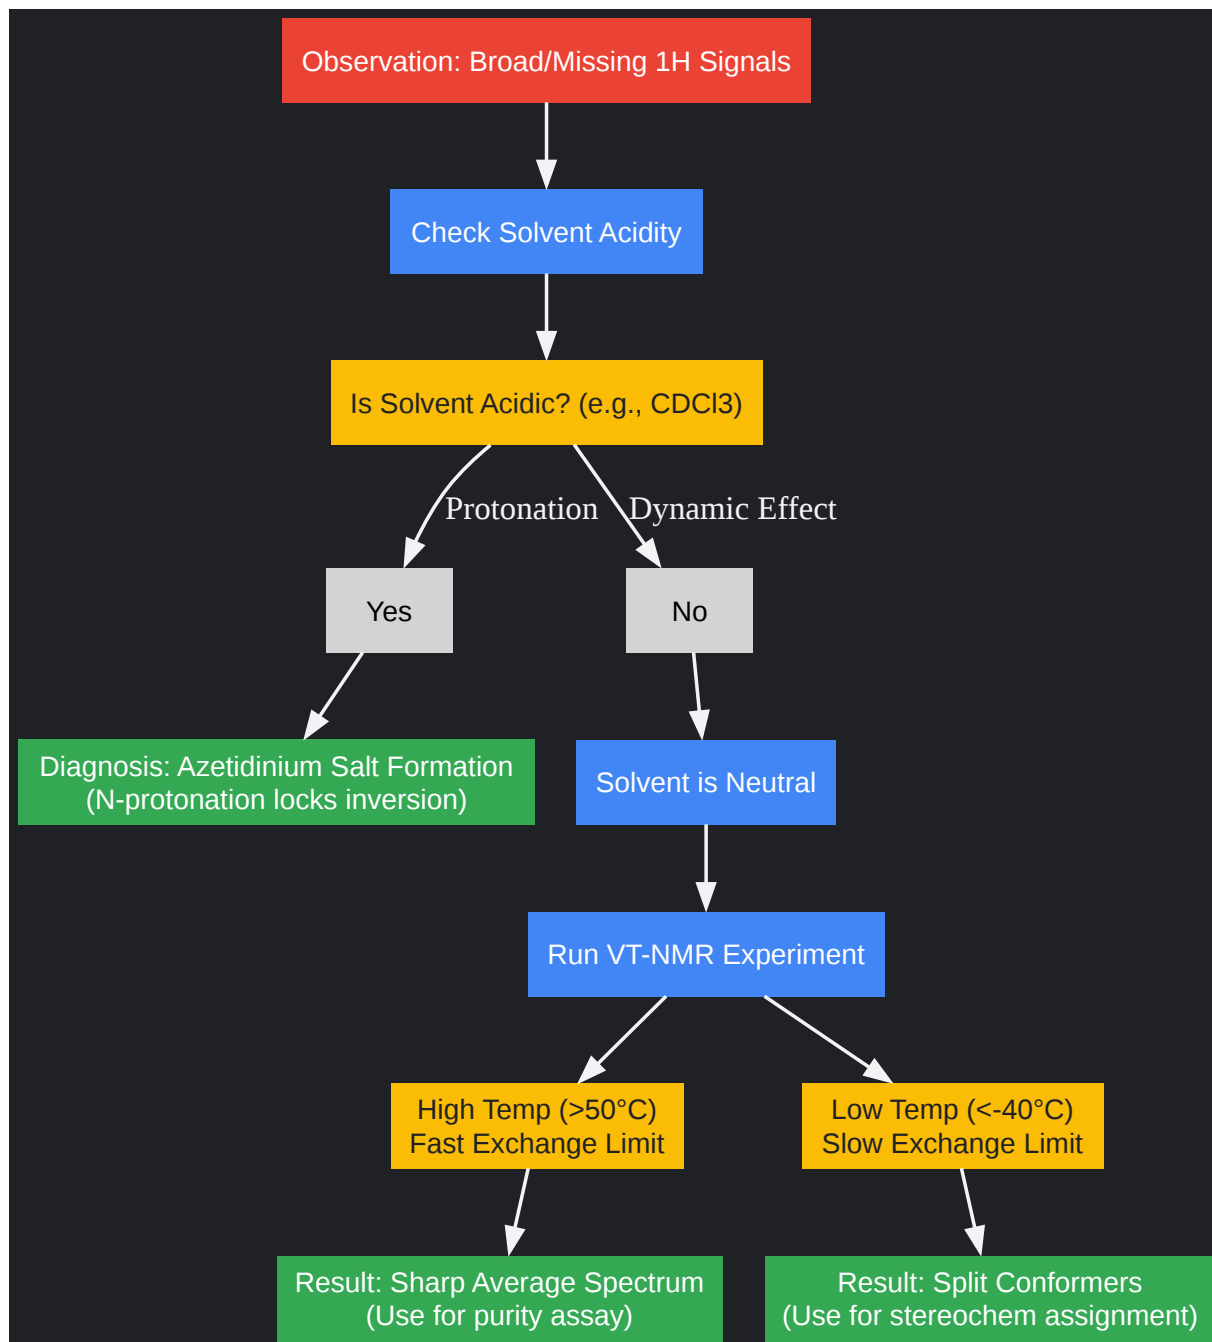 Observation: Broad/Missing 1H Signals
Check Solvent Acidity
Is Solvent Acidic? (e.g., CDCl3)
Protonation
Dynamic Effect
Yes
No
Diagnosis: Azetidinium Salt Formation
(N-protonation locks inversion)
Solvent is Neutral
Run VT-NMR Experiment
High Temp (>50°C)
Fast Exchange Limit
Low Temp (<-40°C)
Slow Exchange Limit
Result: Sharp Average Spectrum
(Use for purity assay)
Result: Split Conformers
(Use for stereochem assignment)